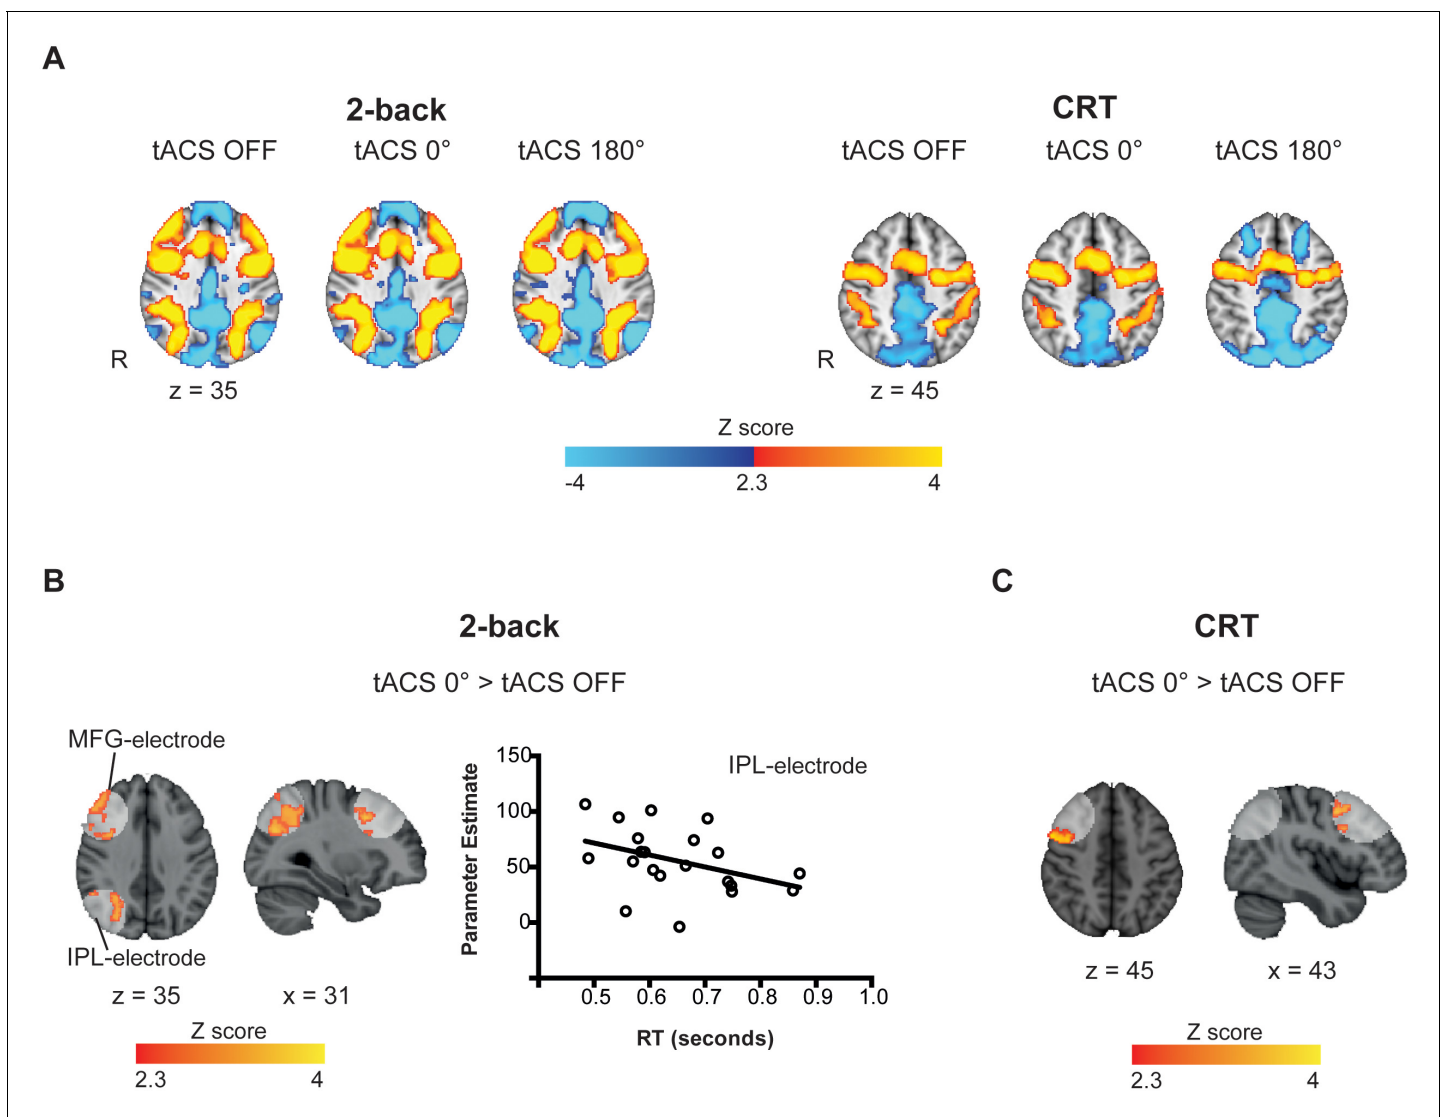 A
2-back
CRT
tACS OFF
tACS 0°
tACS 180°
tACS OFF
tACS 0°
tACS 180°
R
R
z = 35
z = 45
Z score
-4
2.3
4
B
C
2-back
CRT
tACS 0° > tACS OFF
tACS 0° > tACS OFF
MFG-electrode
IPL-electrode
z = 35
x = 31
Z score
2.3
4
IPL-electrode
Parameter Estimate
150
100
50
0
0.5
0.6
0.7
0.8
0.9
1.0
RT (seconds)
z = 45
x = 43
Z score
2.3
4